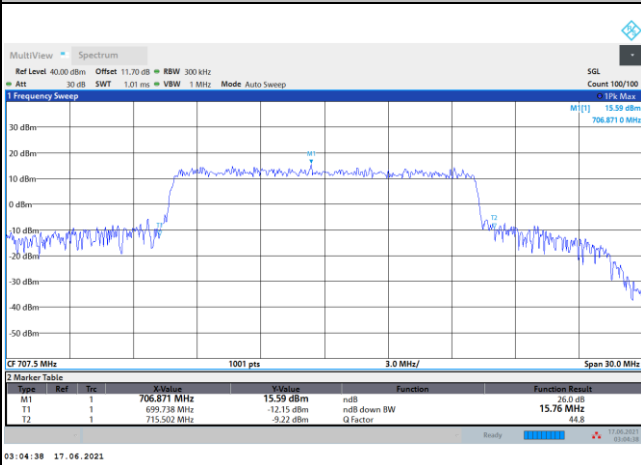 MultiView Spectrum
Ref Level 40.00 dBm Offset 11.70 dB RBW 300 kHz SGL
Att 30 dB SWT 1.01 ms VBW 1 MHz Mode Auto Sweep Count 100/100
1 Frequency Sweep 1Pk Max
M1[1] 15.59 dBm
706.871 0 MHz
30 dBm
20 dBm
M1
10 dBm
0 dBm
T1
T2
-10 dBm
-20 dBm
-30 dBm
-40 dBm
-50 dBm
CF 707.5 MHz 1001 pts 3.0 MHz/ Span 30.0 MHz
2 Marker Table
Type Ref Trc X-Value Y-Value Function Function Result
M1 1 706.871 MHz 15.59 dBm ndB 26.0 dB
T1 1 699.738 MHz -12.15 dBm ndB down BW 15.76 MHz
T2 1 715.502 MHz -9.22 dBm Q Factor 44.8
Ready 17.06.2021
03:04:38
03:04:38 17.06.2021